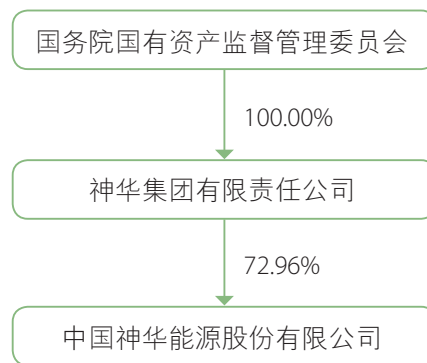 国务院国有资产监督管理委员会
100.00%
神华集团有限责任公司
72.96%
中国神华能源股份有限公司